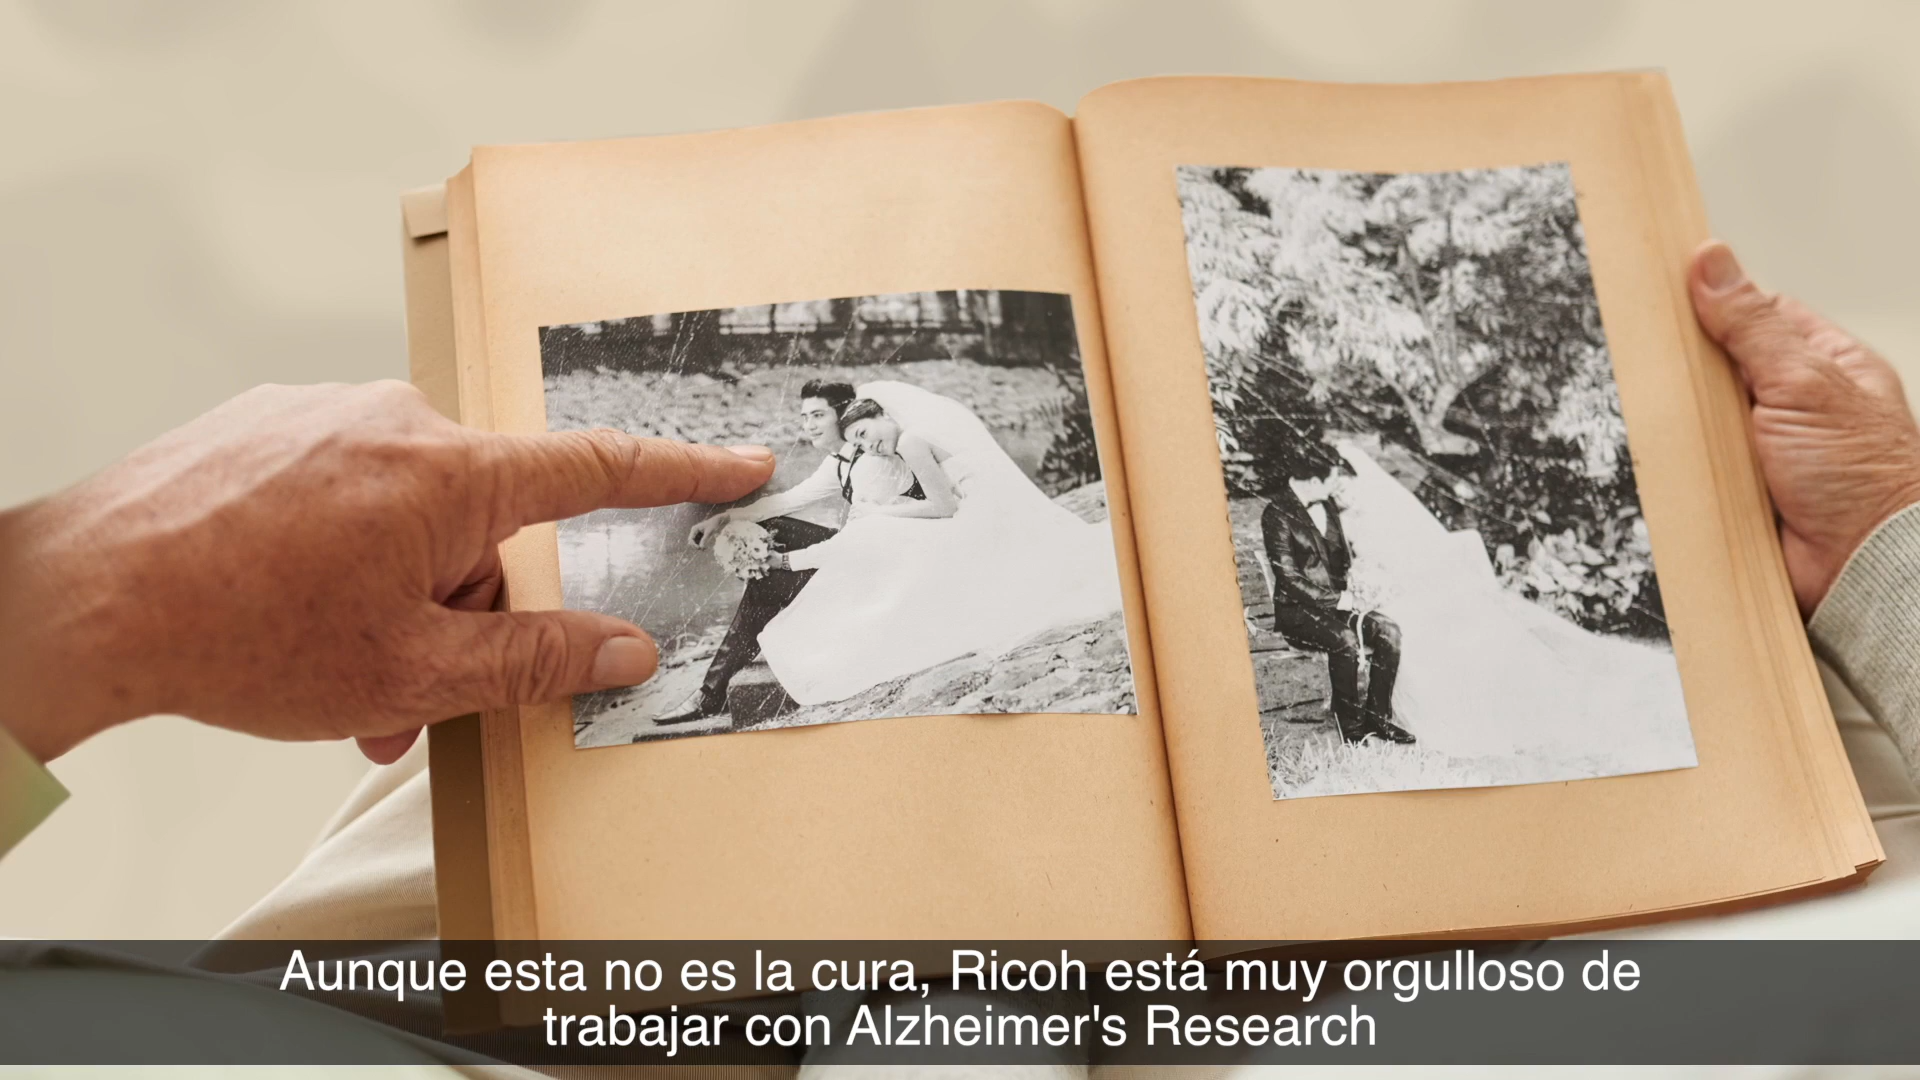 Aunque esta no es la cura, Ricoh está muy orgulloso de
trabajar con Alzheimer's Research